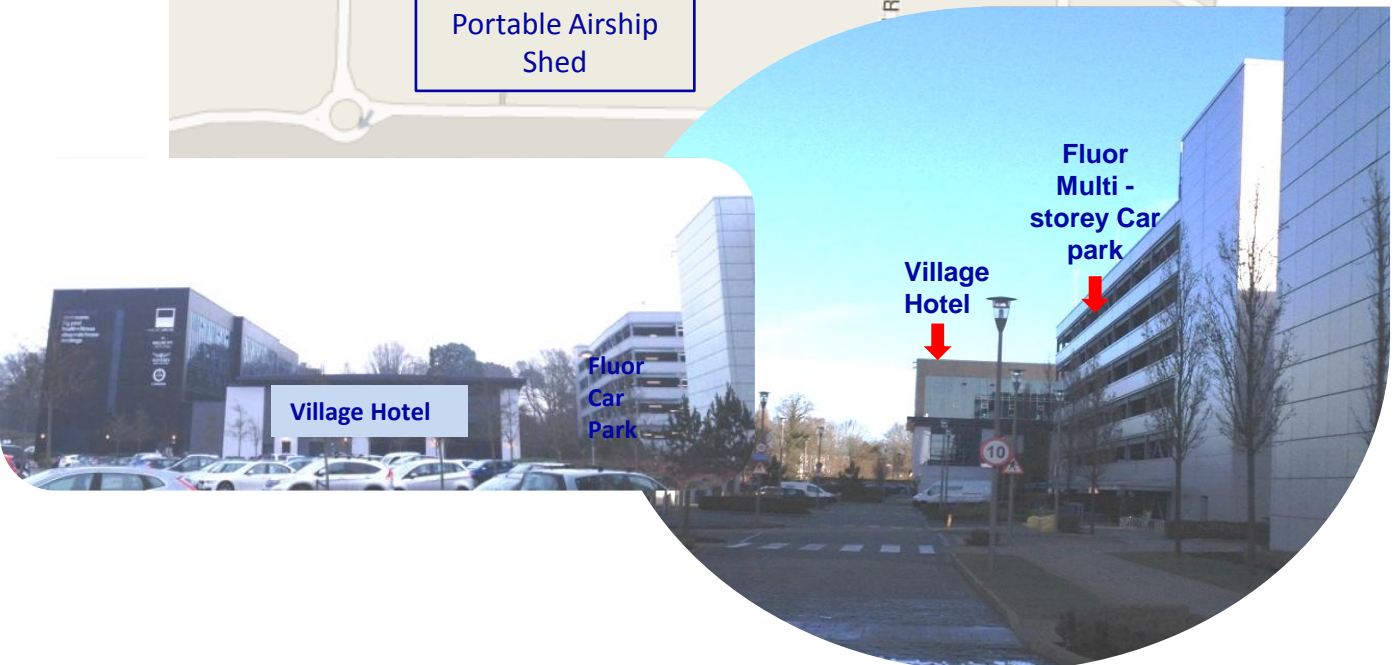 Portable Airship
Shed
R
Fluor
Multi -
storey Car
park
Village
Hotel
10
Fluor
Car
Park
Village Hotel